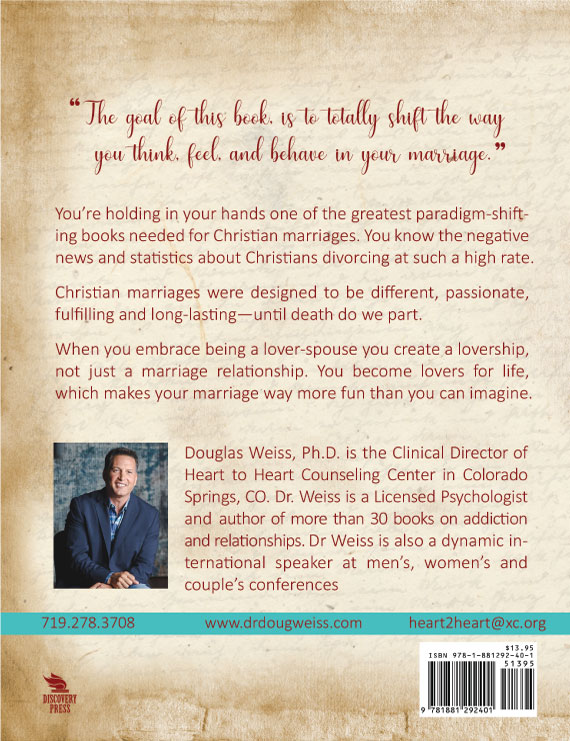 “The goal of this book, is to totally shift the way
you think, feel, and behave in your marriage.”
You’re holding in your hands one of the greatest paradigm-shift-
ing books needed for Christian marriages. You know the negative
news and statistics about Christians divorcing at such a high rate.
Christian marriages were designed to be different, passionate,
fulfilling and long-lasting—until death do we part.
When you embrace being a lover-spouse you create a lovership,
not just a marriage relationship. You become lovers for life,
which makes your marriage way more fun than you can imagine.
Douglas Weiss, Ph.D. is the Clinical Director of
Heart to Heart Counseling Center in Colorado
Springs, CO. Dr. Weiss is a Licensed Psychologist
and author of more than 30 books on addiction
and relationships. Dr Weiss is also a dynamic in-
ternational speaker at men’s, women’s and
couple’s conferences
719.278.3708 www.drdougweiss.com heart2heart@xc.org
$13.95
ISBN 978-1-881292-40-1
51395
9 781881 292401
DISCOVERY
PRESS